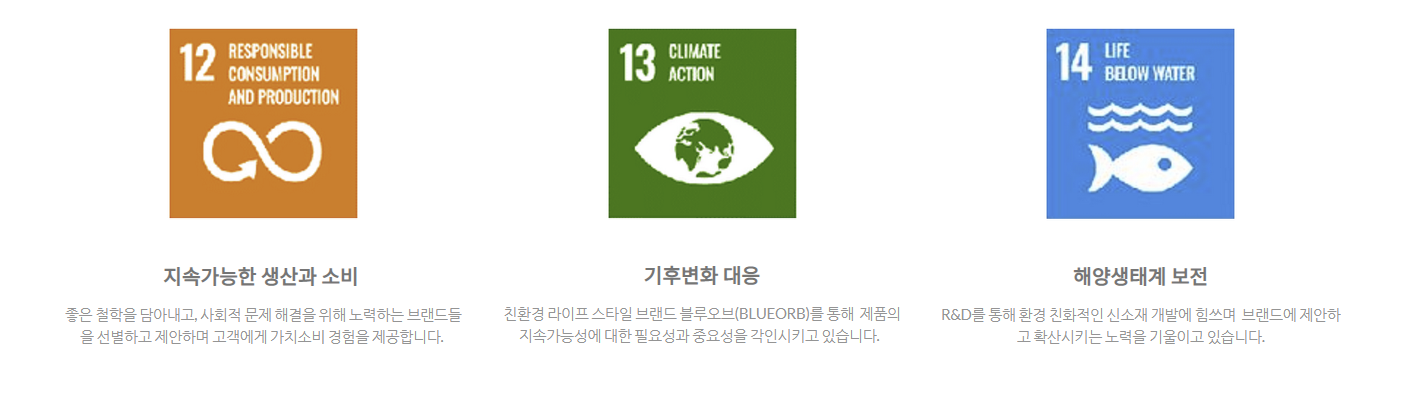 12 RESPONSIBLE
CONSUMPTION
AND PRODUCTION
지속가능한 생산과 소비
좋은 철학을 담아내고, 사회적 문제 해결을 위해 노력하는 브랜드들
을 선별하고 제안하며 고객에게 가치소비 경험을 제공합니다.
13 CLIMATE
ACTION
기후변화 대응
친환경 라이프 스타일 브랜드 블루오브(BLUEORB)를 통해 제품의
지속가능성에 대한 필요성과 중요성을 각인시키고 있습니다.
14 LIFE
BELOW WATER
해양생태계 보전
R&D를 통해 환경 친화적인 신소재 개발에 힘쓰며 브랜드에 제안하
고 확산시키는 노력을 기울이고 있습니다.